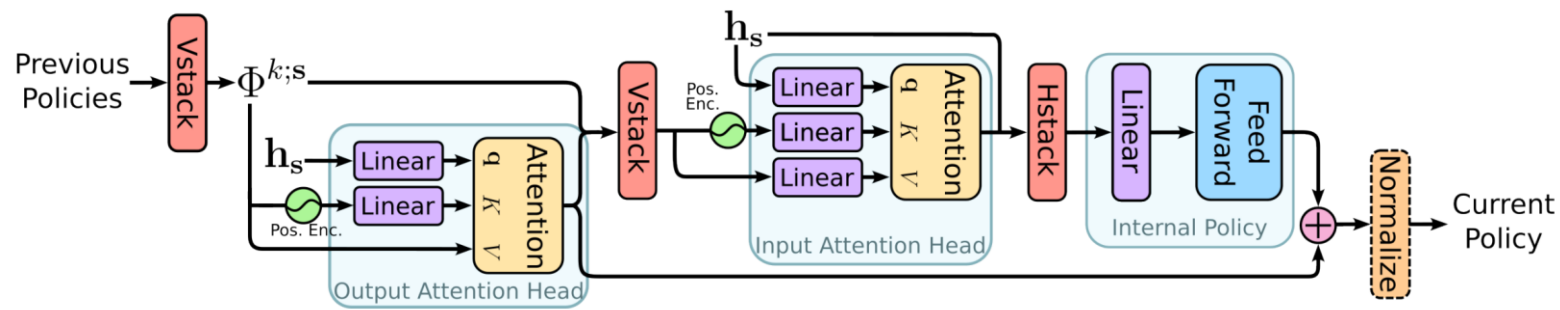 Previous
Policies
Vstack
Φ^{k;s}
h_s
Pos. Enc.
Linear
Linear
q
K
V
Attention
Output Attention Head
Vstack
Pos.
Enc.
h_s
Linear
Linear
Linear
q
K
V
Attention
Input Attention Head
Hstack
Linear
Feed
Forward
Internal Policy
+
Normalize
Current
Policy